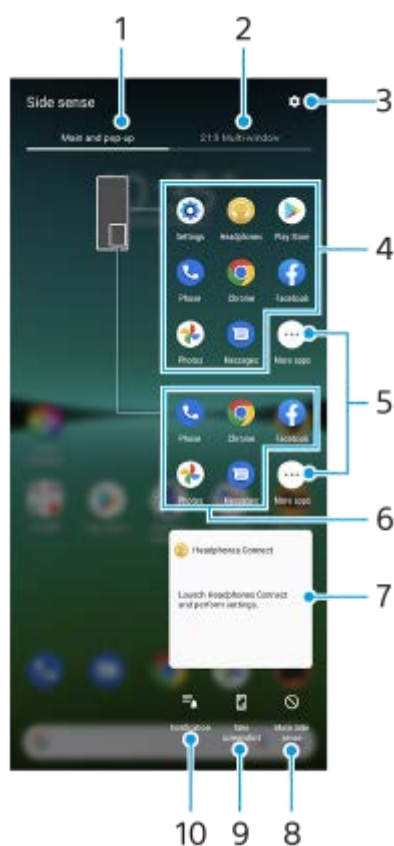 1
2
Side sense
3
Main and pop-up
21:9 Multi-window
Settings
Headphones
Play Store
4
Phone
Chrome
Facebook
Photos
Messages
More apps
5
Phone
Chrome
Facebook
Photos
Messages
More apps
6
Headphones Connect
7
Launch Headphones Connect
and perform settings.
Notification
Take
screenshot
Mute Side
sense
10
9
8